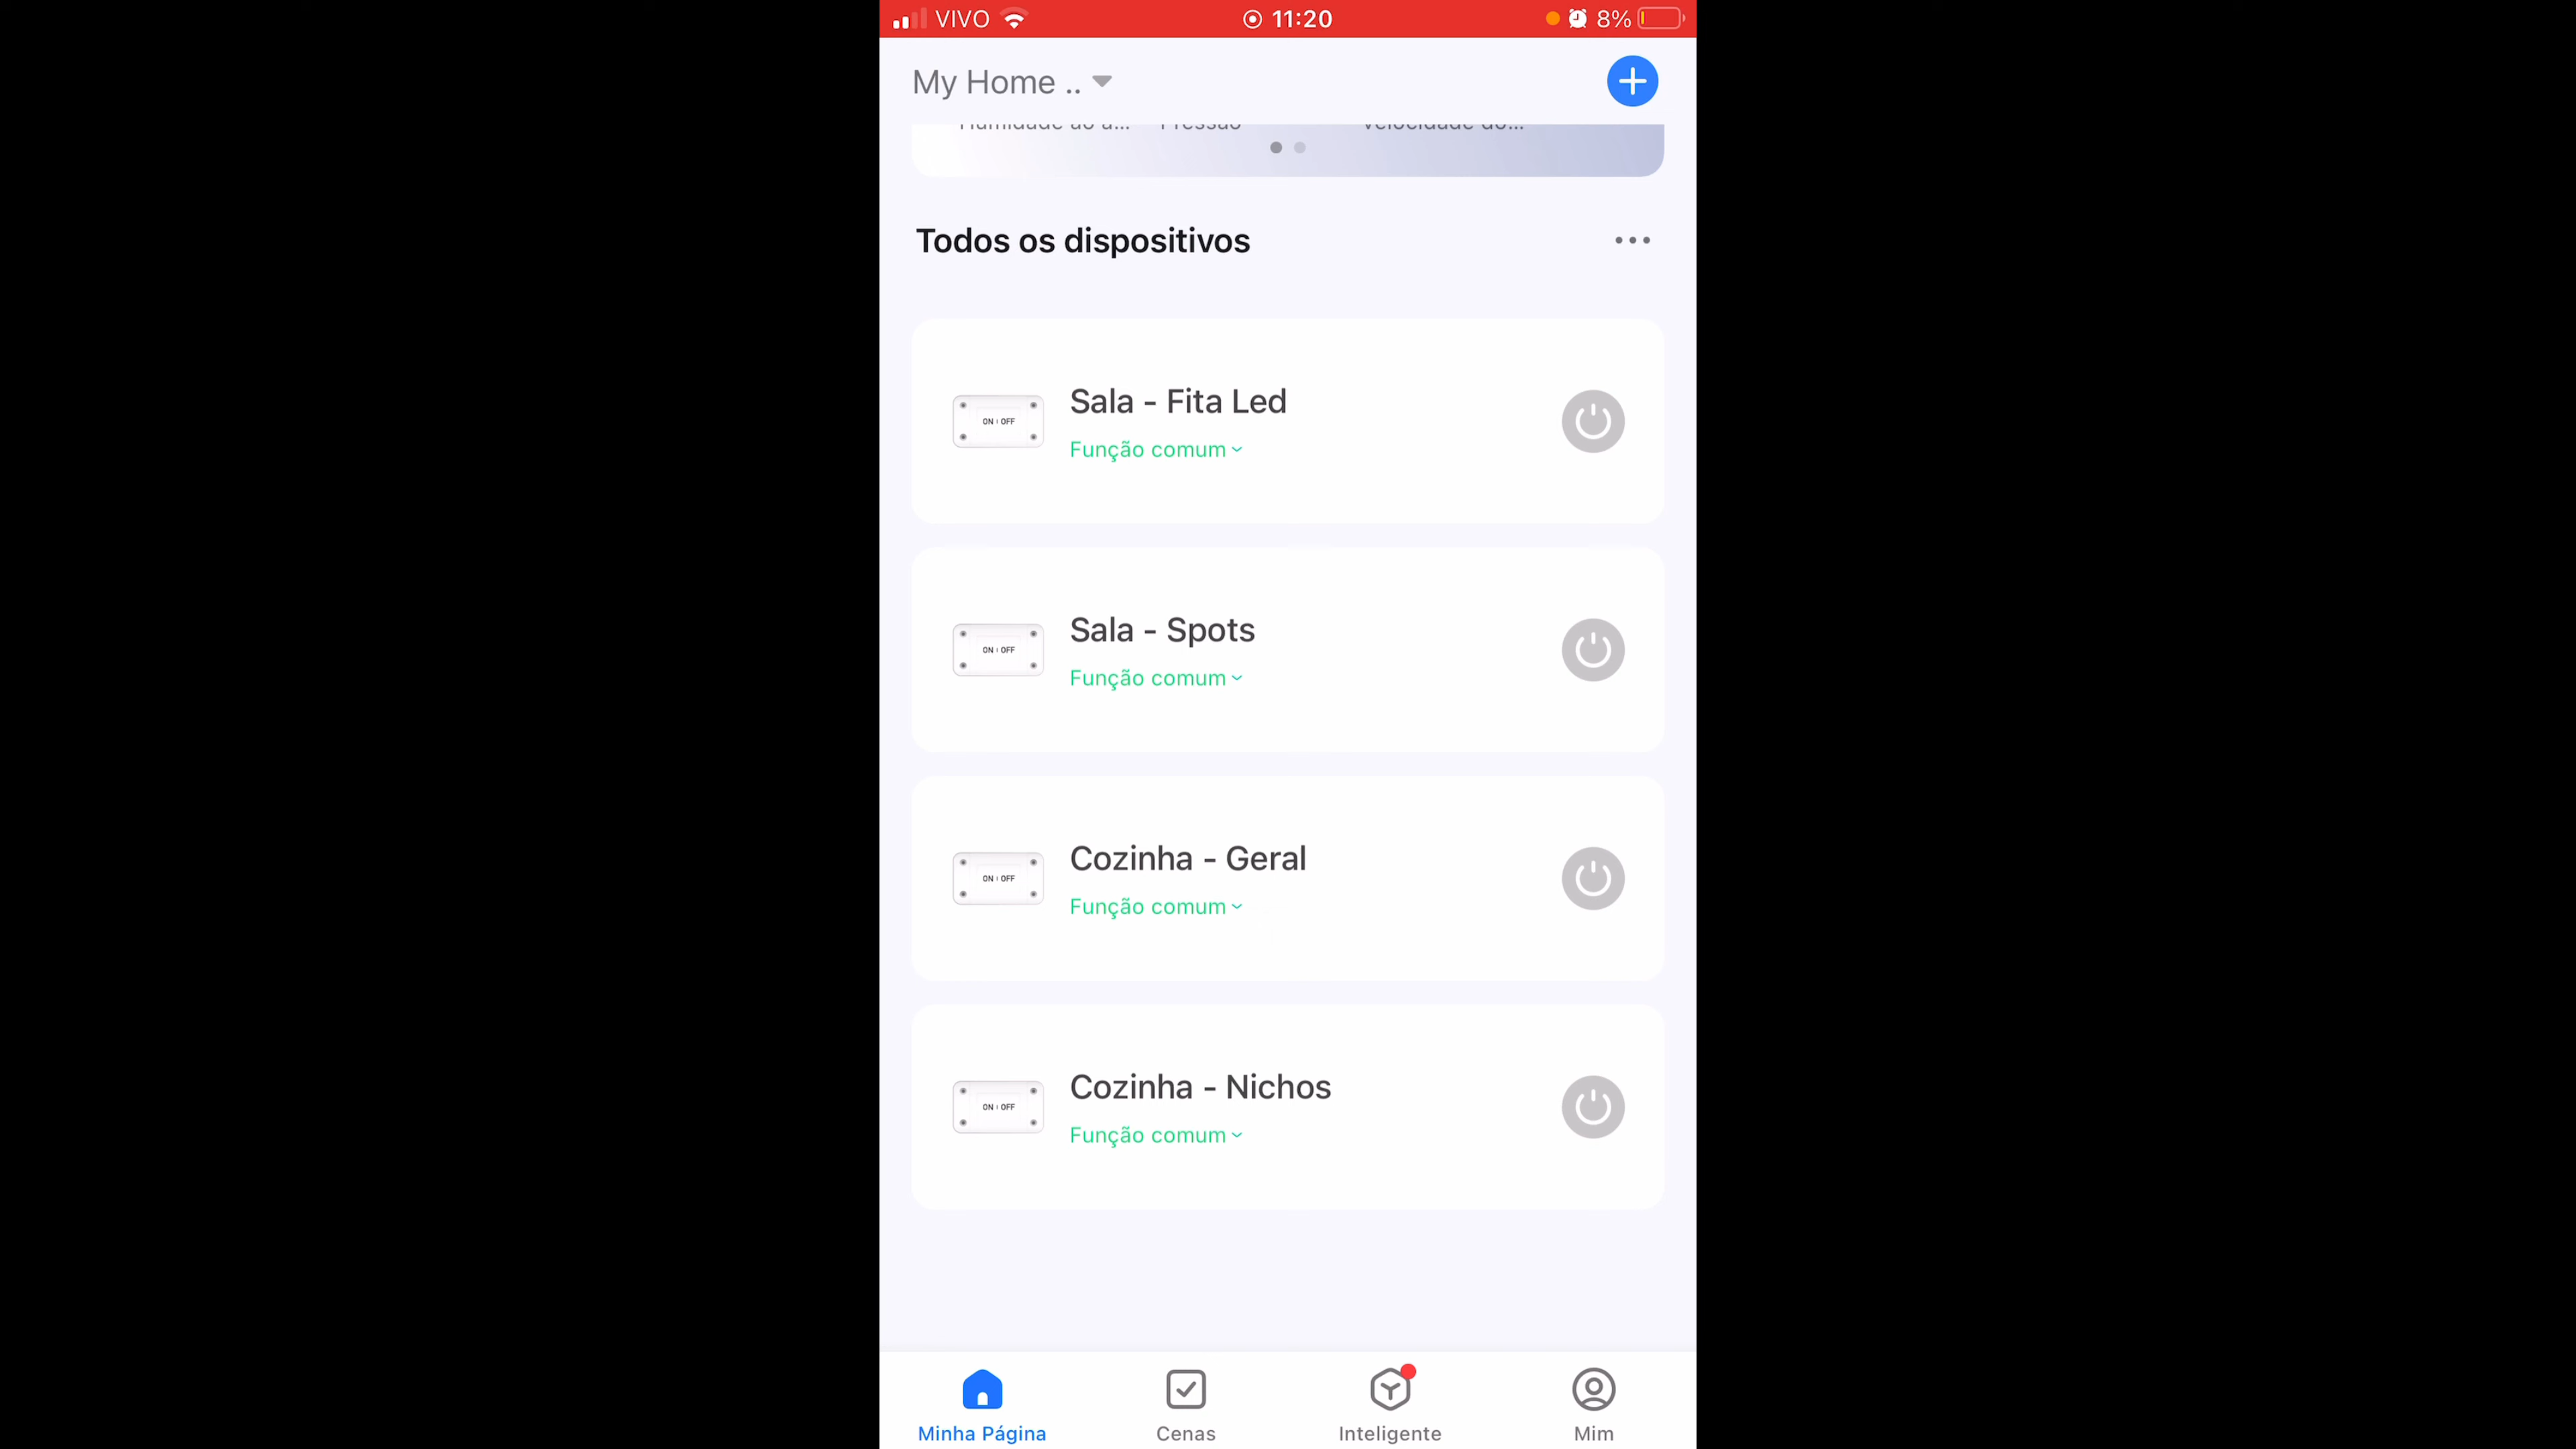 VIVO 11:20 8%
My Home ..
Humidade ao a... Pressão Velocidade do...
Todos os dispositivos
ON | OFF
Sala - Fita Led
Função comum
ON | OFF
Sala - Spots
Função comum
ON | OFF
Cozinha - Geral
Função comum
ON | OFF
Cozinha - Nichos
Função comum
Minha Página Cenas Inteligente Mim